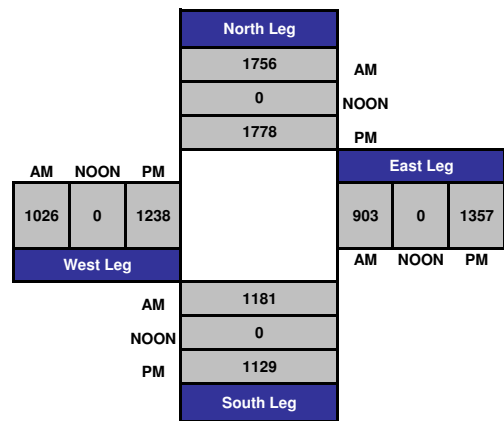 North Leg
1756 AM
0 NOON
1778 PM
AM NOON PM
East Leg
1026 0 1238
903 0 1357
West Leg
AM NOON PM
AM 1181
NOON 0
PM 1129
South Leg